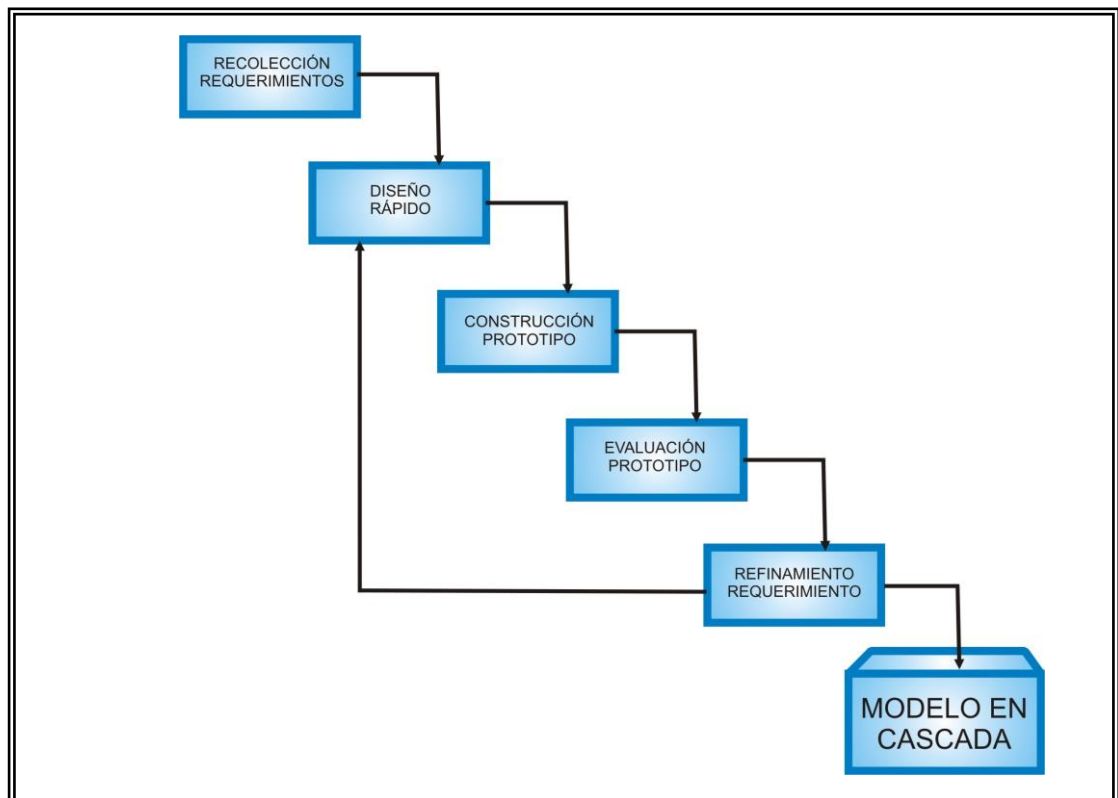 RECOLECCIÓN
REQUERIMIENTOS
DISEÑO
RÁPIDO
CONSTRUCCIÓN
PROTOTIPO
EVALUACIÓN
PROTOTIPO
REFINAMIENTO
REQUERIMIENTO
MODELO EN
CASCADA